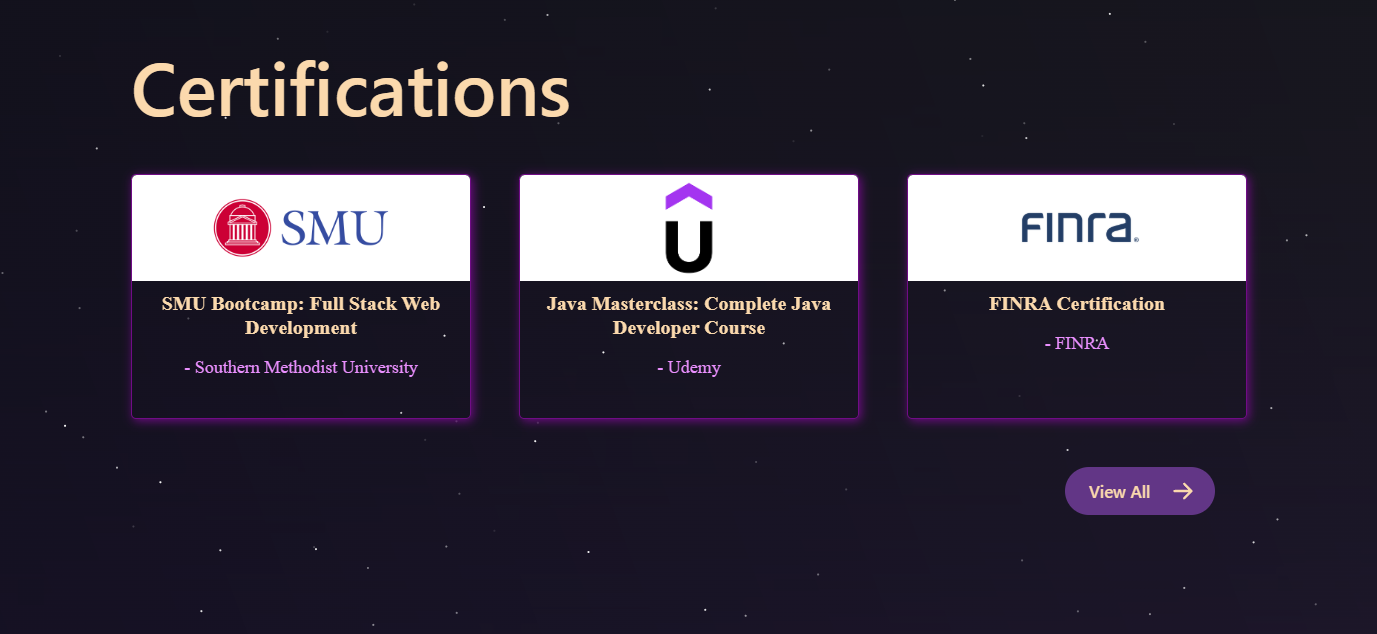 Certifications
SMU
finra®
SMU Bootcamp: Full Stack Web
Development
- Southern Methodist University
Java Masterclass: Complete Java
Developer Course
- Udemy
FINRA Certification
- FINRA
View All